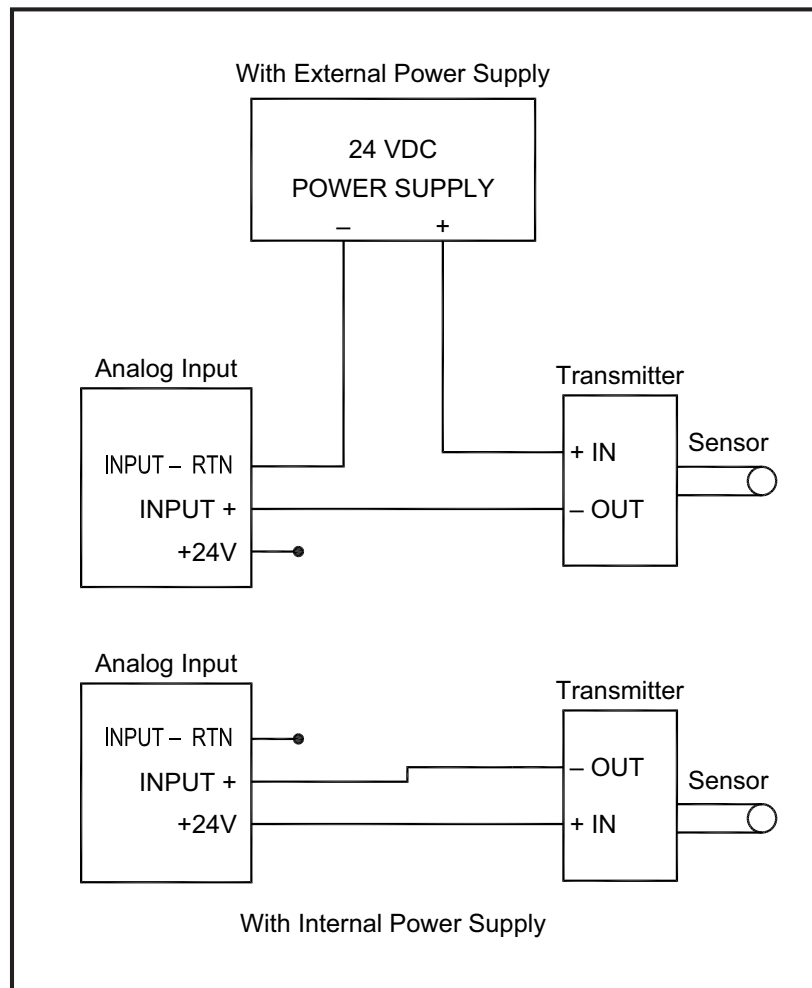 With External Power Supply
24 VDC
POWER SUPPLY
– +
Analog Input
INPUT – RTN
INPUT +
+24V
Transmitter
+ IN
– OUT
Sensor
Analog Input
INPUT – RTN
INPUT +
+24V
Transmitter
– OUT
+ IN
Sensor
With Internal Power Supply